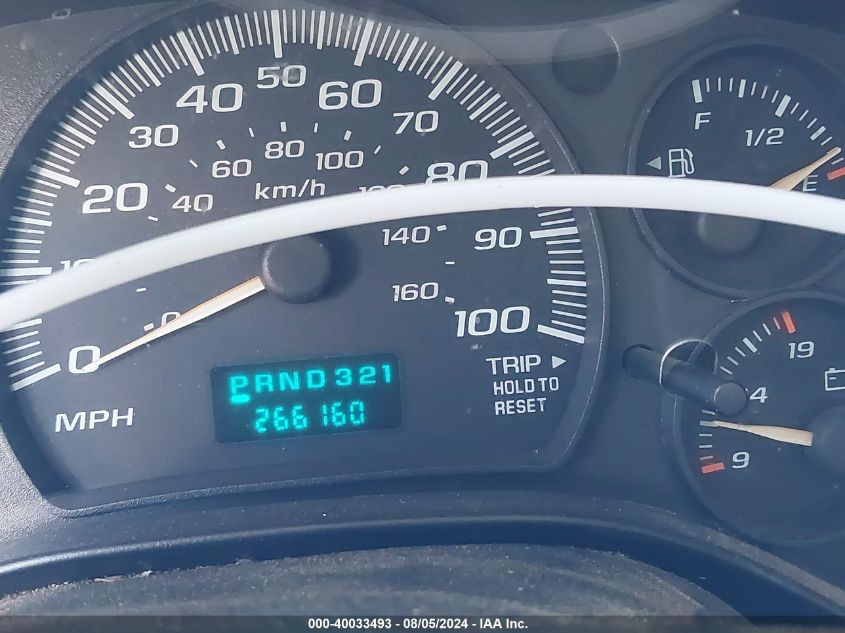 0 20 30 40 50 60 70 80 90 100
0 40 60 80 100 140 160
km/h
MPH
PRND321
266160
TRIP
HOLD TO
RESET
F 1/2 E
19
9
000-40033493 - 08/05/2024 - IAA Inc.